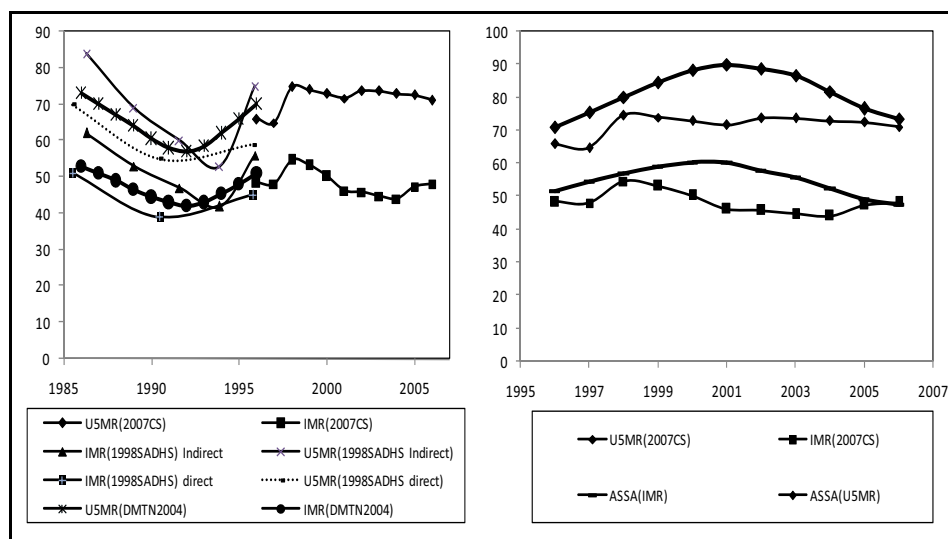 90
80
70
60
50
40
30
20
10
0
1985 1990 1995 2000 2005
U5MR(2007CS) IMR(2007CS)
IMR(1998SADHS) Indirect U5MR(1998SADHS Indirect)
IMR(1998SADHS) direct U5MR(1998SADHS direct)
U5MR(DMTN2004) IMR(DMTN2004)
100
90
80
70
60
50
40
30
20
10
0
1995 1997 1999 2001 2003 2005 2007
U5MR(2007CS) IMR(2007CS)
ASSA(IMR) ASSA(U5MR)